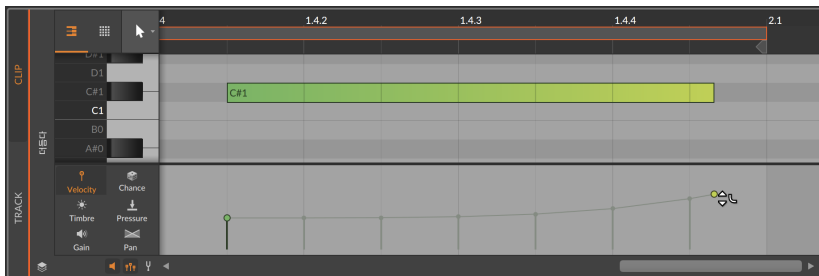 4
1.4.2
1.4.3
1.4.4
2.1
CLIP
TRACK
D1
C#1
C1
B0
A#0
C#1
Velocity
Chance
Timbre
Pressure
Gain
Pan